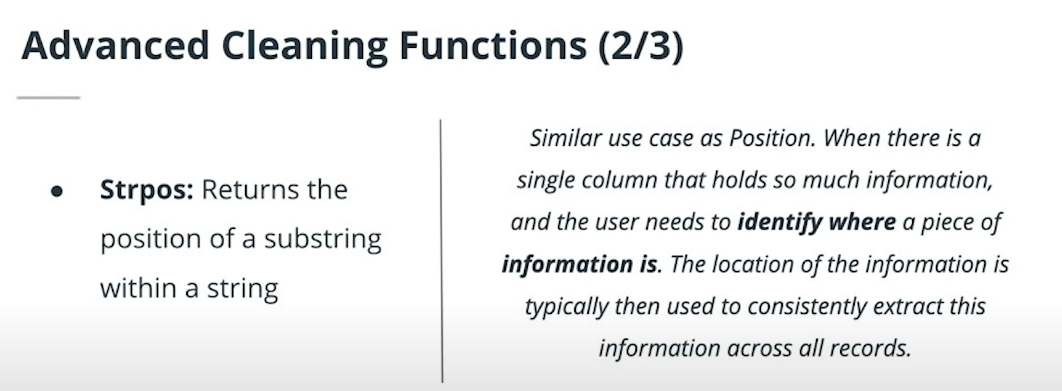 Advanced Cleaning Functions (2/3)
● Strpos: Returns the
position of a substring
within a string
Similar use case as Position. When there is a
single column that holds so much information,
and the user needs to identify where a piece of
information is. The location of the information is
typically then used to consistently extract this
information across all records.